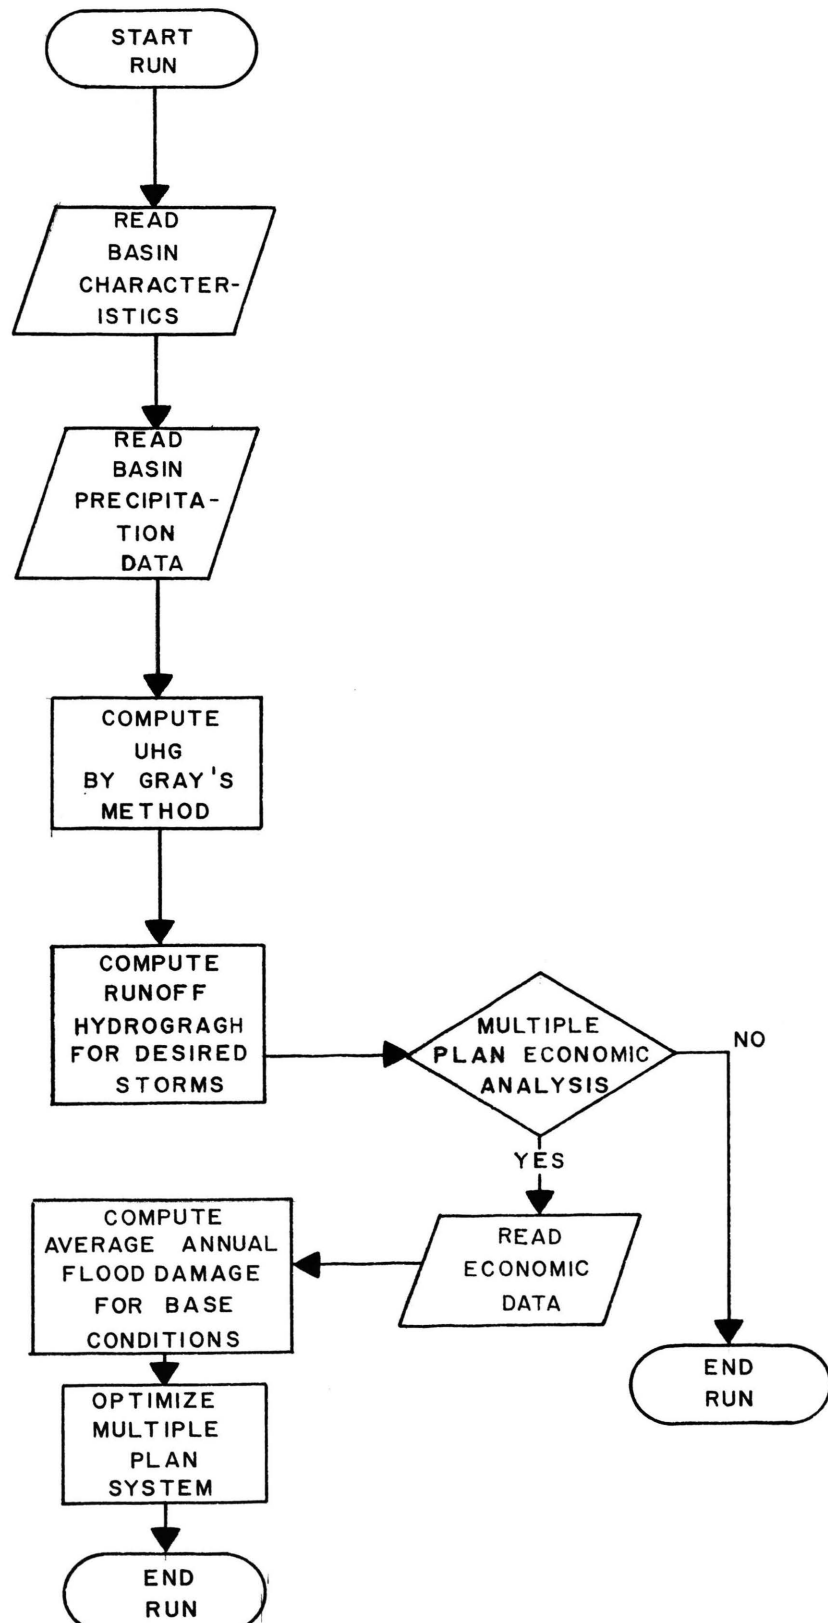 START
RUN
READ
BASIN
CHARACTER-
ISTICS
READ
BASIN
PRECIPITA-
TION
DATA
COMPUTE
UHG
BY GRAY'S
METHOD
COMPUTE
RUNOFF
HYDROGRAGH
FOR DESIRED
STORMS
MULTIPLE
PLAN ECONOMIC
ANALYSIS
NO
YES
READ
ECONOMIC
DATA
COMPUTE
AVERAGE ANNUAL
FLOOD DAMAGE
FOR BASE
CONDITIONS
OPTIMIZE
MULTIPLE
PLAN
SYSTEM
END
RUN
END
RUN